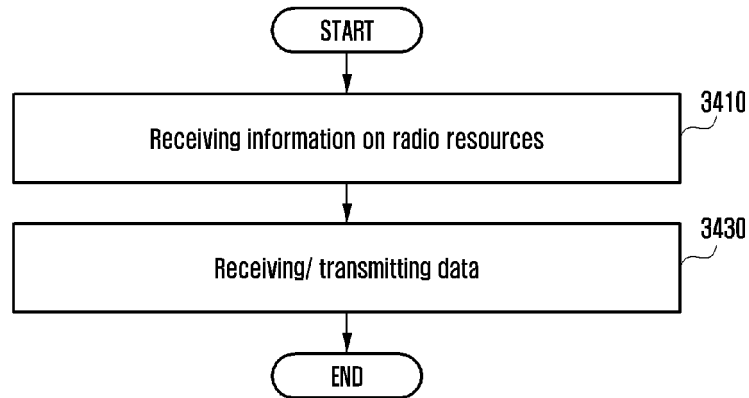 START
3410
Receiving information on radio resources
3430
Receiving/ transmitting data
END